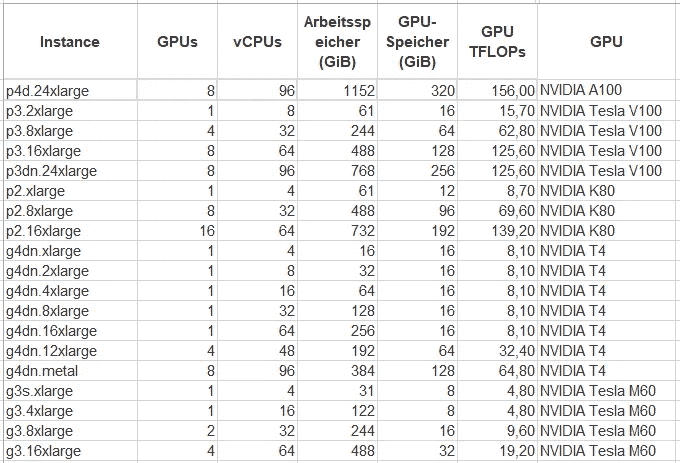 Instance GPUs vCPUs Arbeitssp eicher (GiB) GPU- Speicher (GiB) GPU TFLOPs GPU
p4d.24xlarge 8 96 1152 320 156,00 NVIDIA A100
p3.2xlarge 1 8 61 16 15,70 NVIDIA Tesla V100
p3.8xlarge 4 32 244 64 62,80 NVIDIA Tesla V100
p3.16xlarge 8 64 488 128 125,60 NVIDIA Tesla V100
p3dn.24xlarge 8 96 768 256 125,60 NVIDIA Tesla V100
p2.xlarge 1 4 61 12 8,70 NVIDIA K80
p2.8xlarge 8 32 488 96 69,60 NVIDIA K80
p2.16xlarge 16 64 732 192 139,20 NVIDIA K80
g4dn.xlarge 1 4 16 16 8,10 NVIDIA T4
g4dn.2xlarge 1 8 32 16 8,10 NVIDIA T4
g4dn.4xlarge 1 16 64 16 8,10 NVIDIA T4
g4dn.8xlarge 1 32 128 16 8,10 NVIDIA T4
g4dn.16xlarge 1 64 256 16 8,10 NVIDIA T4
g4dn.12xlarge 4 48 192 64 32,40 NVIDIA T4
g4dn.metal 8 96 384 128 64,80 NVIDIA T4
g3s.xlarge 1 4 31 8 4,80 NVIDIA Tesla M60
g3.4xlarge 1 16 122 8 4,80 NVIDIA Tesla M60
g3.8xlarge 2 32 244 16 9,60 NVIDIA Tesla M60
g3.16xlarge 4 64 488 32 19,20 NVIDIA Tesla M60